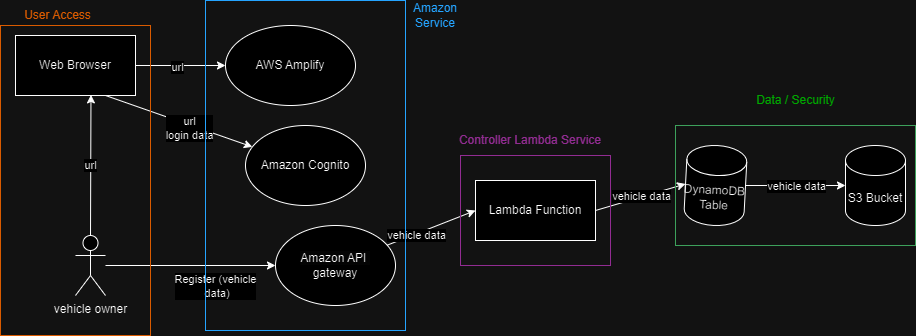 User Access
Amazon
Service
Web Browser
url
AWS Amplify
url
login data
Amazon Cognito
Data / Security
Controller Lambda Service
url
Lambda Function
vehicle data
DynamoDB
Table
vehicle data
S3 Bucket
vehicle data
Amazon API
gateway
Register (vehicle
data)
vehicle owner